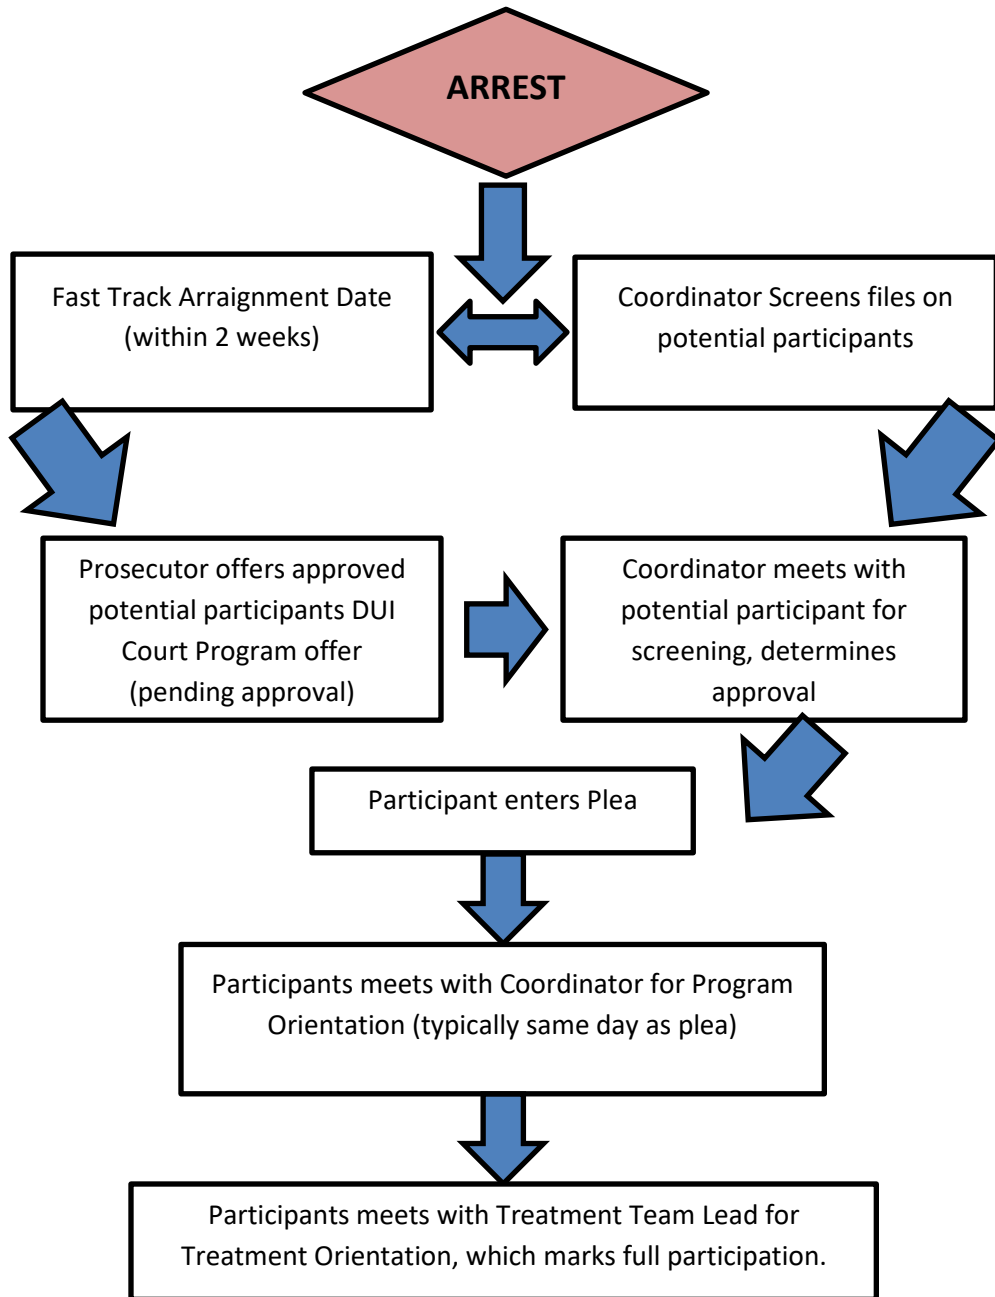 ARREST
Fast Track Arraignment Date
(within 2 weeks)
Coordinator Screens files on
potential participants
Prosecutor offers approved
potential participants DUI
Court Program offer
(pending approval)
Coordinator meets with
potential participant for
screening, determines
approval
Participant enters Plea
Participants meets with Coordinator for Program
Orientation (typically same day as plea)
Participants meets with Treatment Team Lead for
Treatment Orientation, which marks full participation.